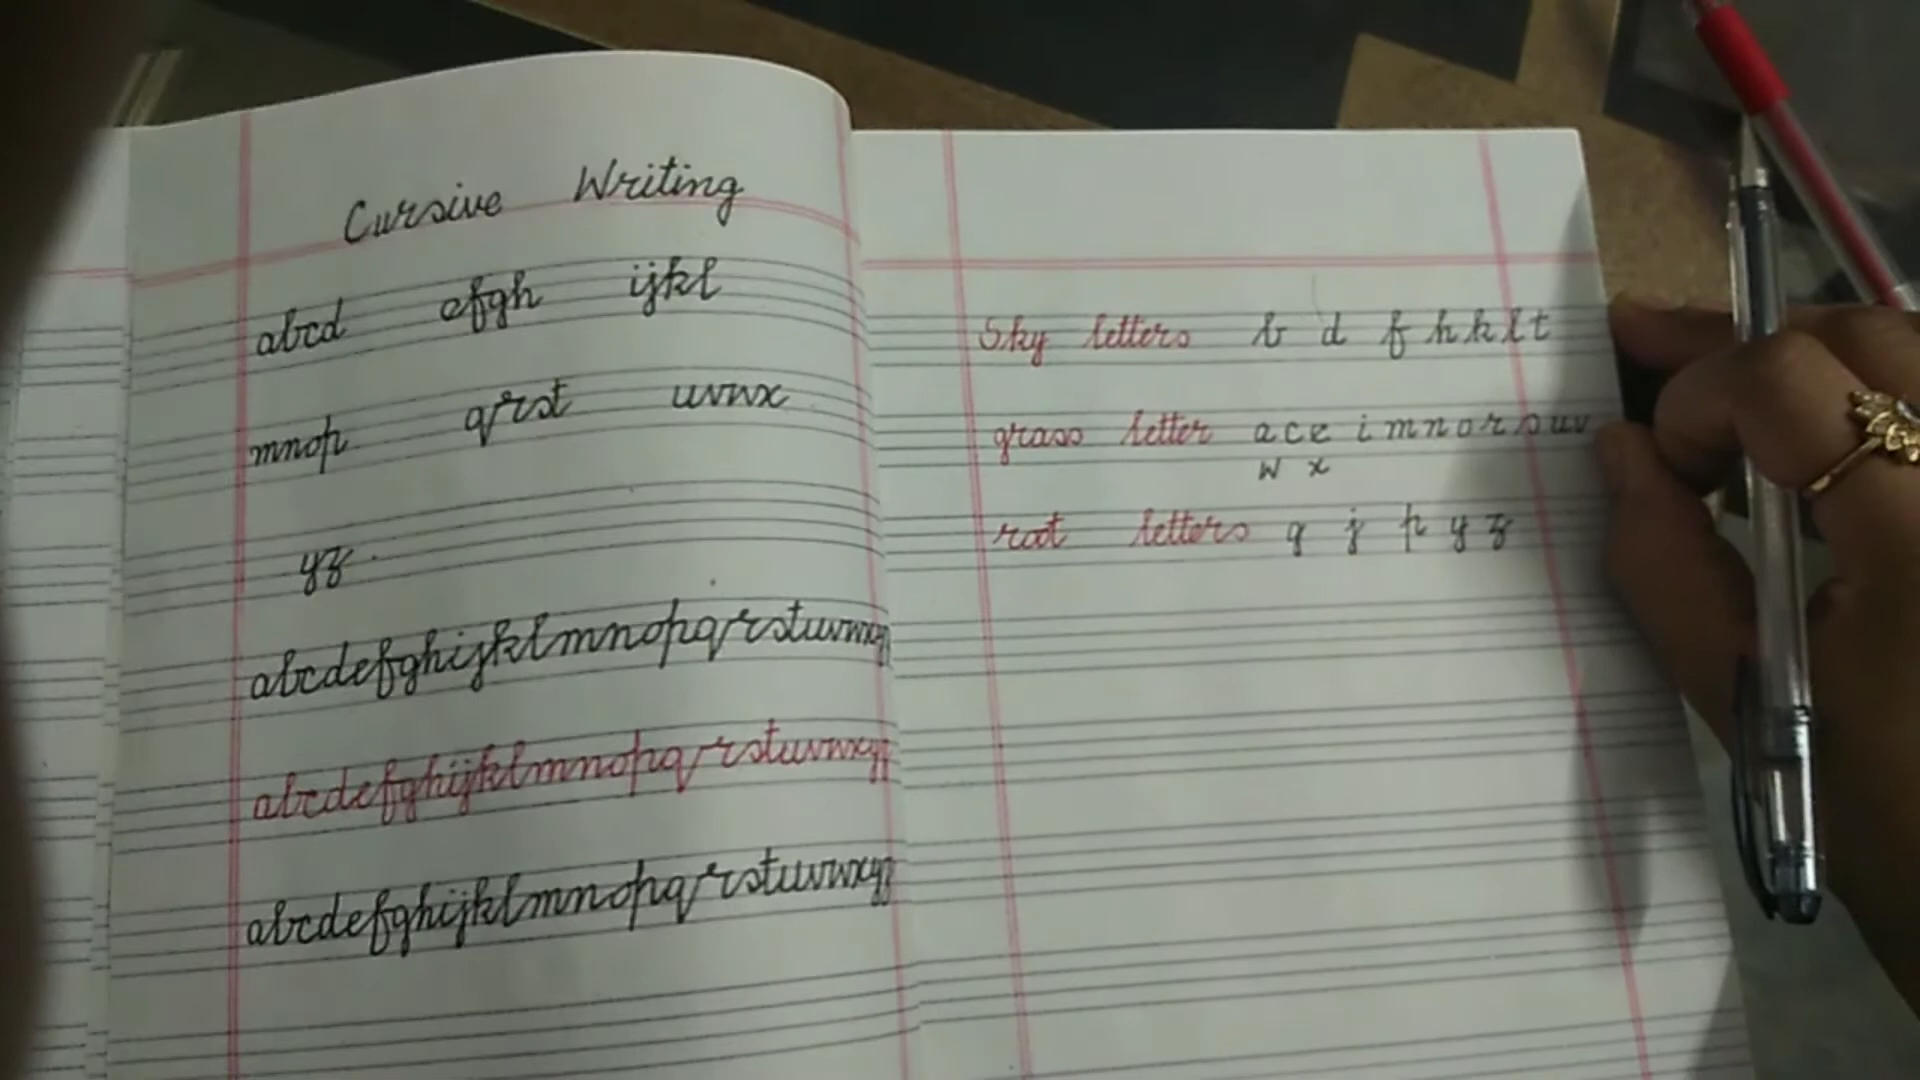 Cursive Writing
abcd efgh ijkl
mnop qrst uvwx
yz
abcdefghijklmnopqrstuvwxyz
abcdefghijklmnopqrstuvwxyz
abcdefghijklmnopqrstuvwxyz
Sky letters b d f h k l t
grass letter a c e i m n o r s u v
w x
root letters g j p y z